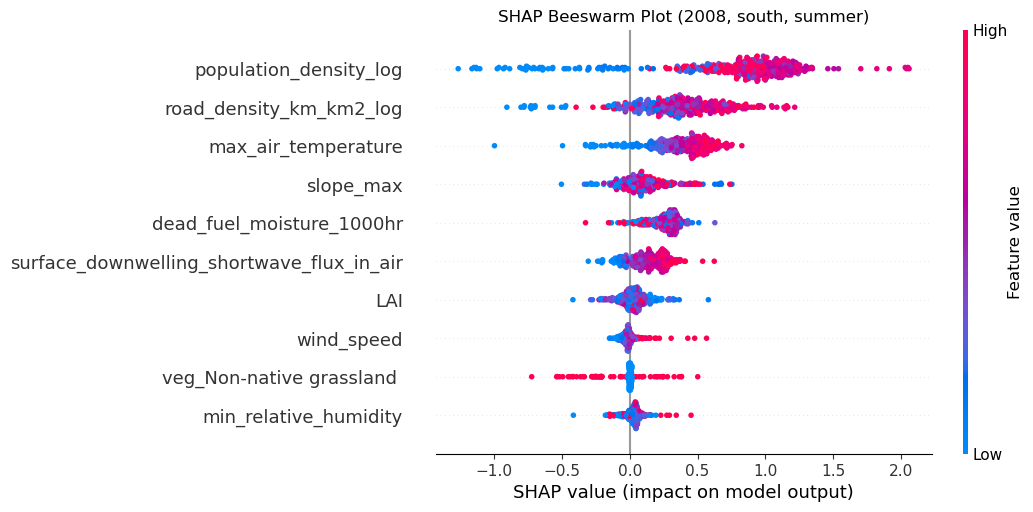 SHAP Beeswarm Plot (2008, south, summer)
High
population_density_log
road_density_km_km2_log
max_air_temperature
slope_max
dead_fuel_moisture_1000hr
surface_downwelling_shortwave_flux_in_air
LAI
wind_speed
veg_Non-native grassland
min_relative_humidity
Feature value
Low
−1.0 −0.5 0.0 0.5 1.0 1.5 2.0
SHAP value (impact on model output)